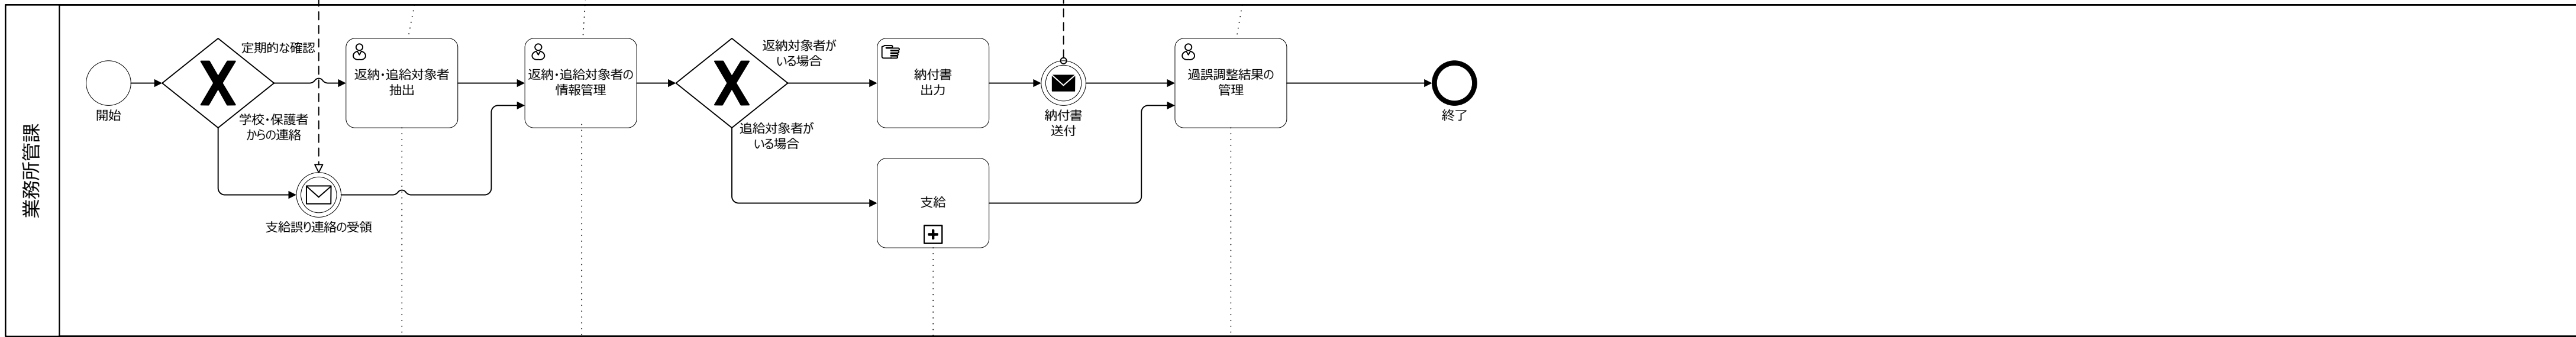 業務所管課
開始
定期的な確認
学校・保護者
からの連絡
支給誤り連絡の受領
返納・追給対象者
抽出
返納・追給対象者の
情報管理
返納対象者が
いる場合
追給対象者が
いる場合
納付書
出力
支給
納付書
送付
過誤調整結果の
管理
終了